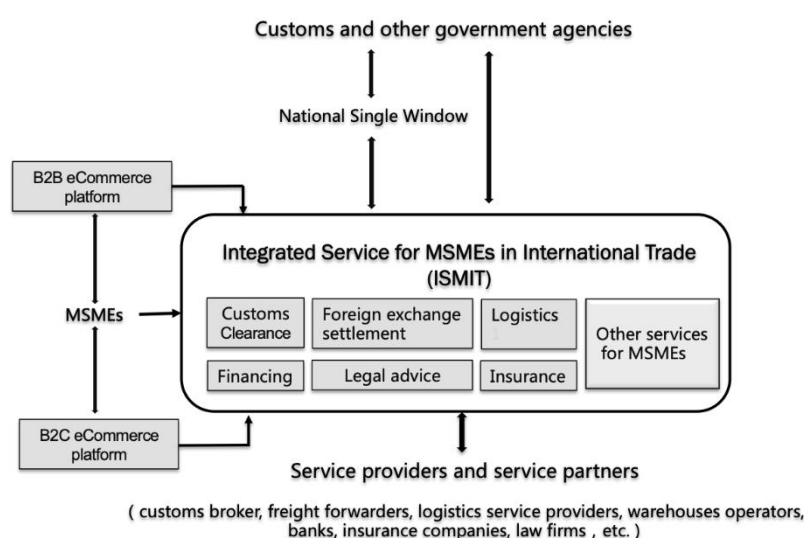 Customs and other government agencies
National Single Window
B2B eCommerce
platform
Integrated Service for MSMEs in International Trade
(ISMIT)
MSMEs
Customs
Clearance
Foreign exchange
settlement
Logistics
1
Other services
for MSMEs
Financing
Legal advice
Insurance
B2C eCommerce
platform
Service providers and service partners
( customs broker, freight forwarders, logistics service providers, warehouses operators,
banks, insurance companies, law firms , etc. )